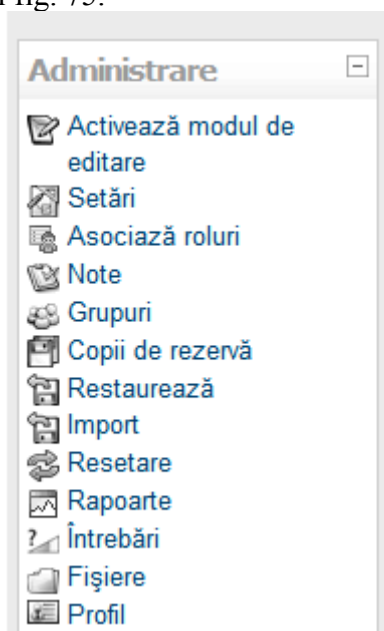 fig. 75.
Administrare
Activează modul de
editare
Setări
Asociază roluri
Note
Grupuri
Copii de rezervă
Restaurează
Import
Resetare
Rapoarte
Întrebări
Fişiere
Profil